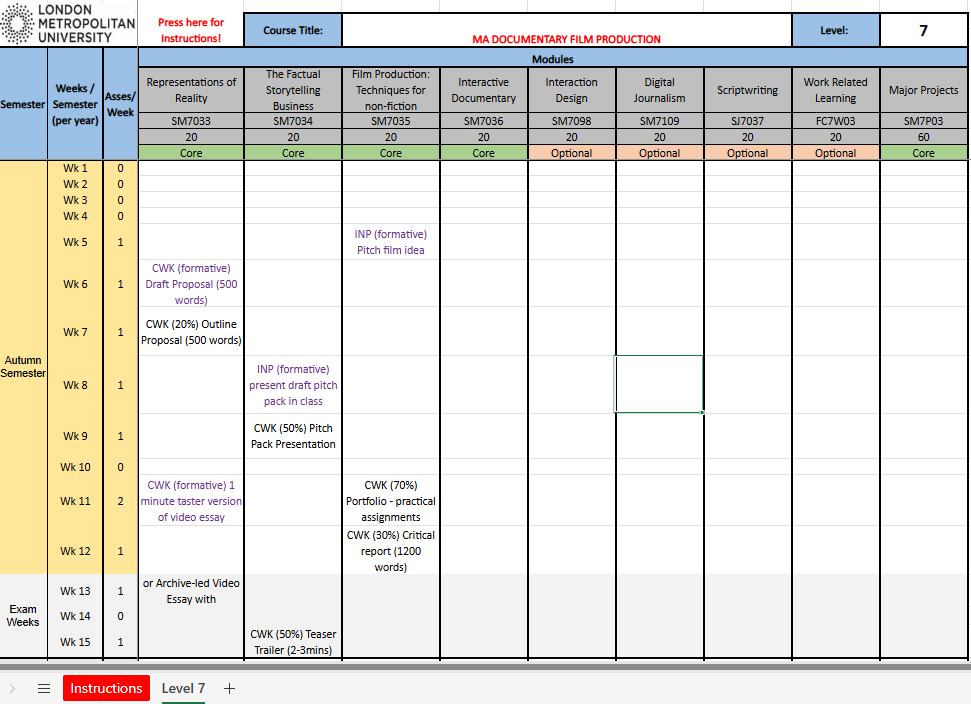 LONDON
METROPOLITAN
UNIVERSITY
Press here for
Instructions!
Course Title:
MA DOCUMENTARY FILM PRODUCTION
Level:
7
Semester
Weeks /
Semester
(per year)
Asses/
Week
Modules
Representations of
Reality
The Factual
Storytelling
Business
Film Production:
Techniques for
non-fiction
Interactive
Documentary
Interaction
Design
Digital
Journalism
Scriptwriting
Work Related
Learning
Major Projects
SM7033 SM7034 SM7035 SM7036 SM7098 SM7109 SJ7037 FC7W03 SM7P03
20 20 20 20 20 20 20 20 60
Core Core Core Core Optional Optional Optional Optional Core
Autumn
Semester
Wk 1 0
Wk 2 0
Wk 3 0
Wk 4 0
Wk 5 1
INP (formative)
Pitch film idea
Wk 6 1
CWK (formative)
Draft Proposal (500
words)
Wk 7 1
CWK (20%) Outline
Proposal (500 words)
Wk 8 1
INP (formative)
present draft pitch
pack in class
Wk 9 1
CWK (50%) Pitch
Pack Presentation
Wk 10 0
Wk 11 2
CWK (formative) 1
minute taster version
of video essay
CWK (70%)
Portfolio - practical
assignments
Wk 12 1
CWK (30%) Critical
report (1200
words)
Exam
Weeks
Wk 13 1
or Archive-led Video
Essay with
Wk 14 0
Wk 15 1
CWK (50%) Teaser
Trailer (2-3mins)
Instructions
Level 7